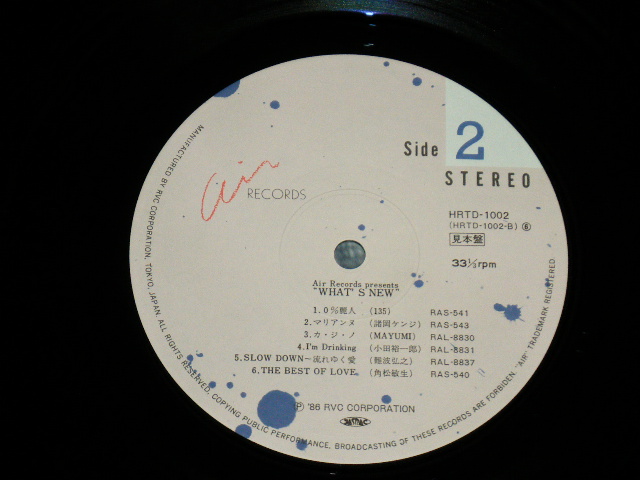 Air
RECORDS
Side 2
STEREO
HRTD-1002
(HRTD-1002-B) ⑥
見本盤
33⅓rpm
Air Records presents
"WHAT' S NEW"
1.0%麗人 (135) RAS-541
2.マリアンヌ (諸岡ケンジ) RAS-543
3.カ・ジ・ノ (MAYUMI) RAL-8830
4.I'm Drinking (小田裕一郎) RAL-8831
5.SLOW DOWN〜流れゆく愛 (難波弘之) RAL-8837
6.THE BEST OF LOVE。 (角松敏生) RAS-540
Ⓟ '86 RVC CORPORATION
MANUFACTURED BY RVC CORPORATION, TOKYO, JAPAN. ALL RIGHTS RESERVED. COPYING PUBLIC PERFORMANCE, BROADCASTING OF THESE RECORDS ARE FORBIDEN. "AIR" TRADEMARK REGISTERED.